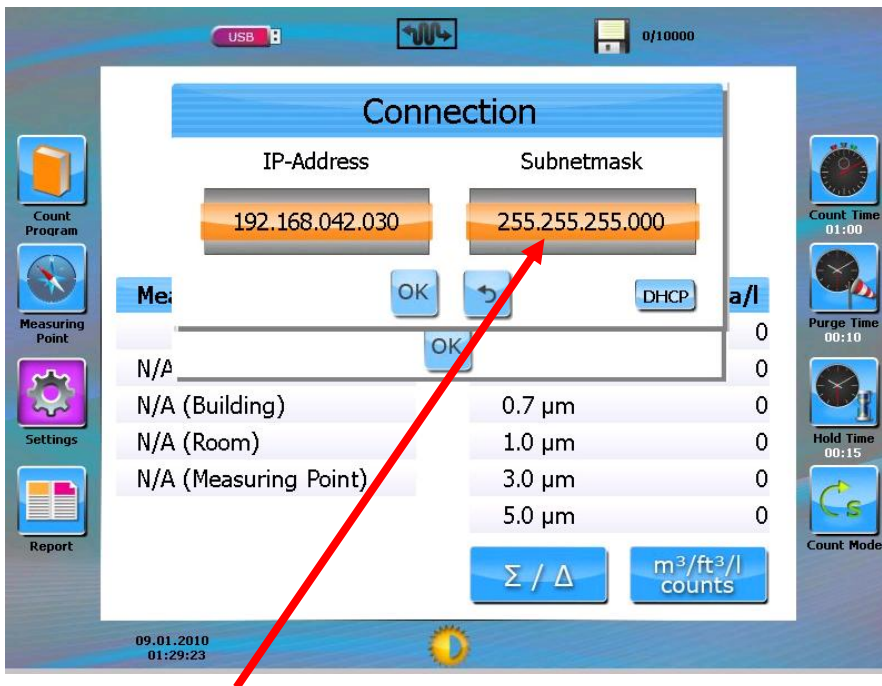 USB
0/10000
Connection
IP-Address
Subnetmask
192.168.042.030
255.255.255.000
OK
DHCP
OK
Count
Program
Measuring
Point
Settings
Report
a/l
0
N/A
0
N/A (Building)
0.7 µm
0
N/A (Room)
1.0 µm
0
N/A (Measuring Point)
3.0 µm
0
5.0 µm
0
Σ / Δ
m³/ft³/l
counts
Count Time
01:00
Purge Time
00:10
Hold Time
00:15
Count Mode
09.01.2010
01:29:23